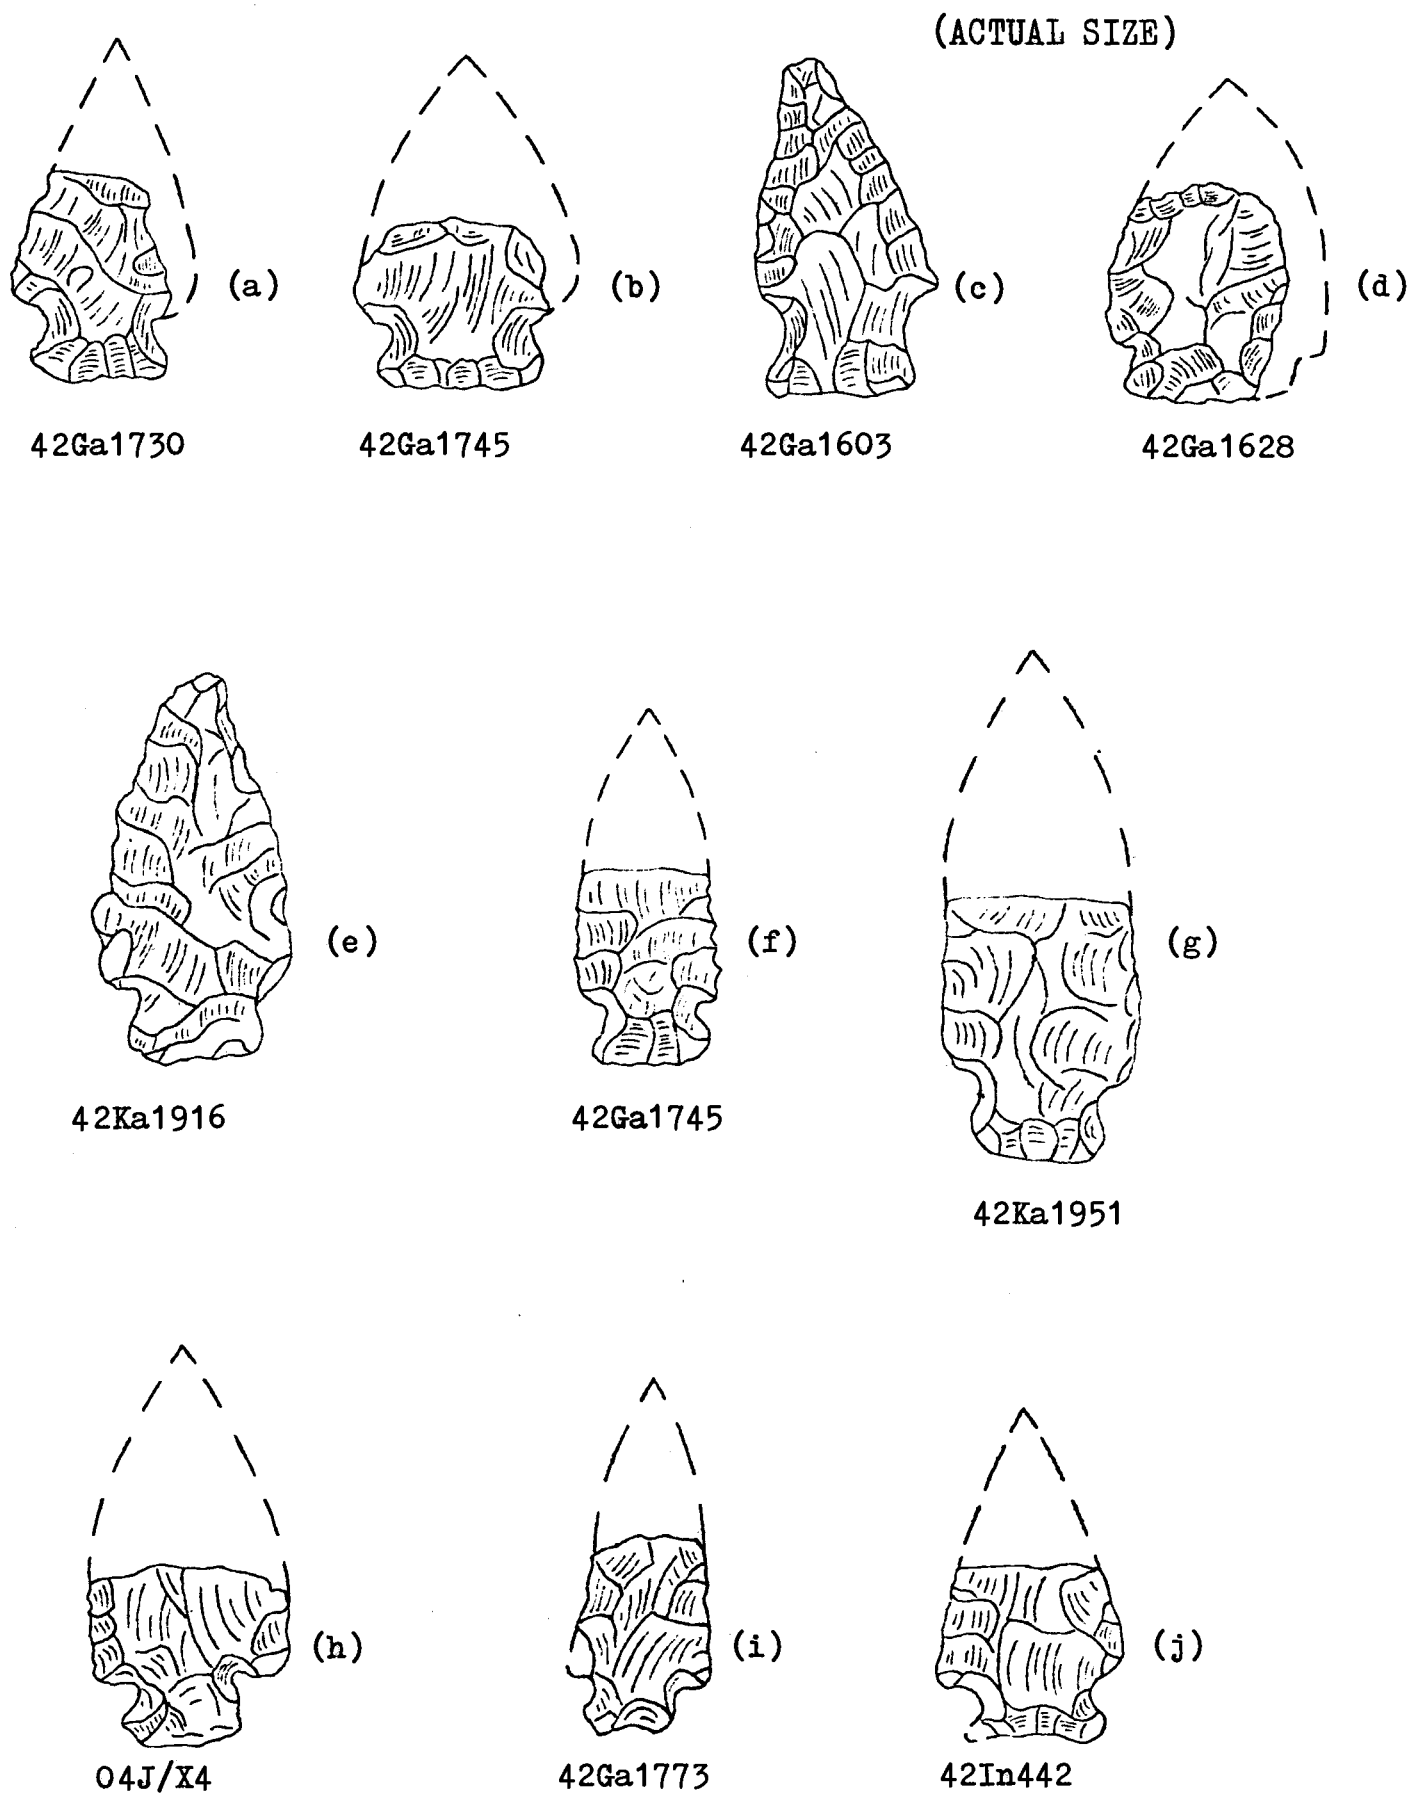 (ACTUAL SIZE)
(a) (b) (c) (d)
42Ga1730 42Ga1745 42Ga1603 42Ga1628
(e) (f) (g)
42Ka1916 42Ga1745
42Ka1951
(h) (i) (j)
04J/X4 42Ga1773 42In442